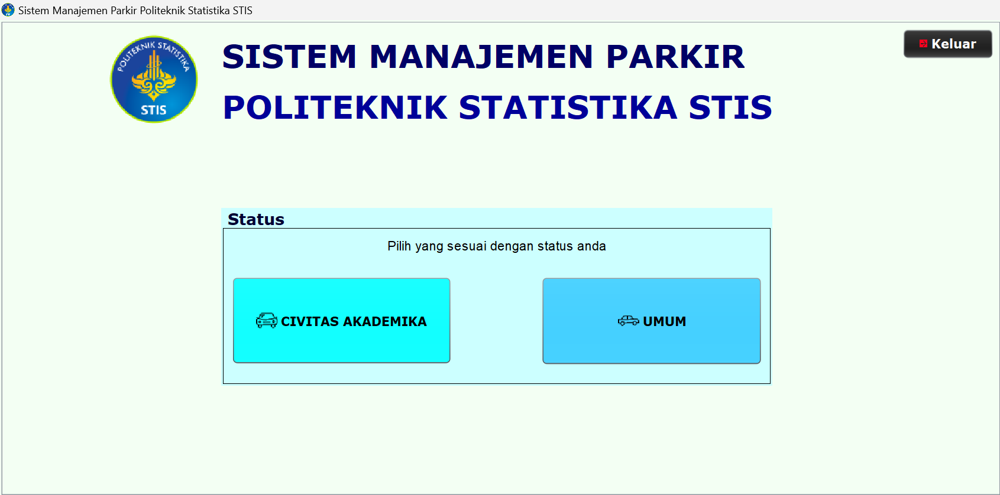 Sistem Manajemen Parkir Politeknik Statistika STIS
POLITEKNIK STATISTIKA
STIS
SISTEM MANAJEMEN PARKIR
POLITEKNIK STATISTIKA STIS
Keluar
Status
Pilih yang sesuai dengan status anda
CIVITAS AKADEMIKA
UMUM